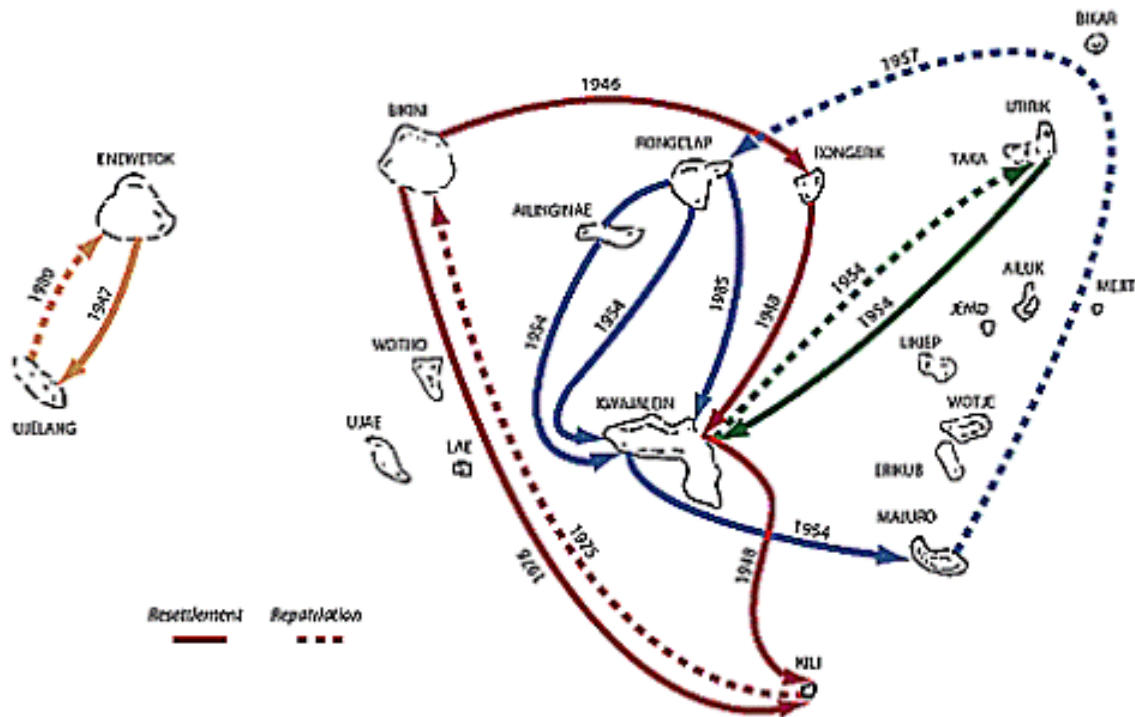 BIKAR
1957
1946
BIKINI
UTIRIK
RONGELAP
ENEWETOK
TAKA
RONGERIK
AILINGINAE
1954
AILUK
1980
1985
MEJIT
1947
1954
JEMO
1954
1948
1954
LIKIEP
WOTHO
WOTJE
KWAJALEIN
UJELANG
UJAE
LAE
ERIKUB
MAJURO
1954
1975
1948
1978
Resettlement
Repatriation
KILI